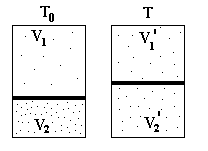 T₀ T
V₁ V₁'
V₂ V₂'